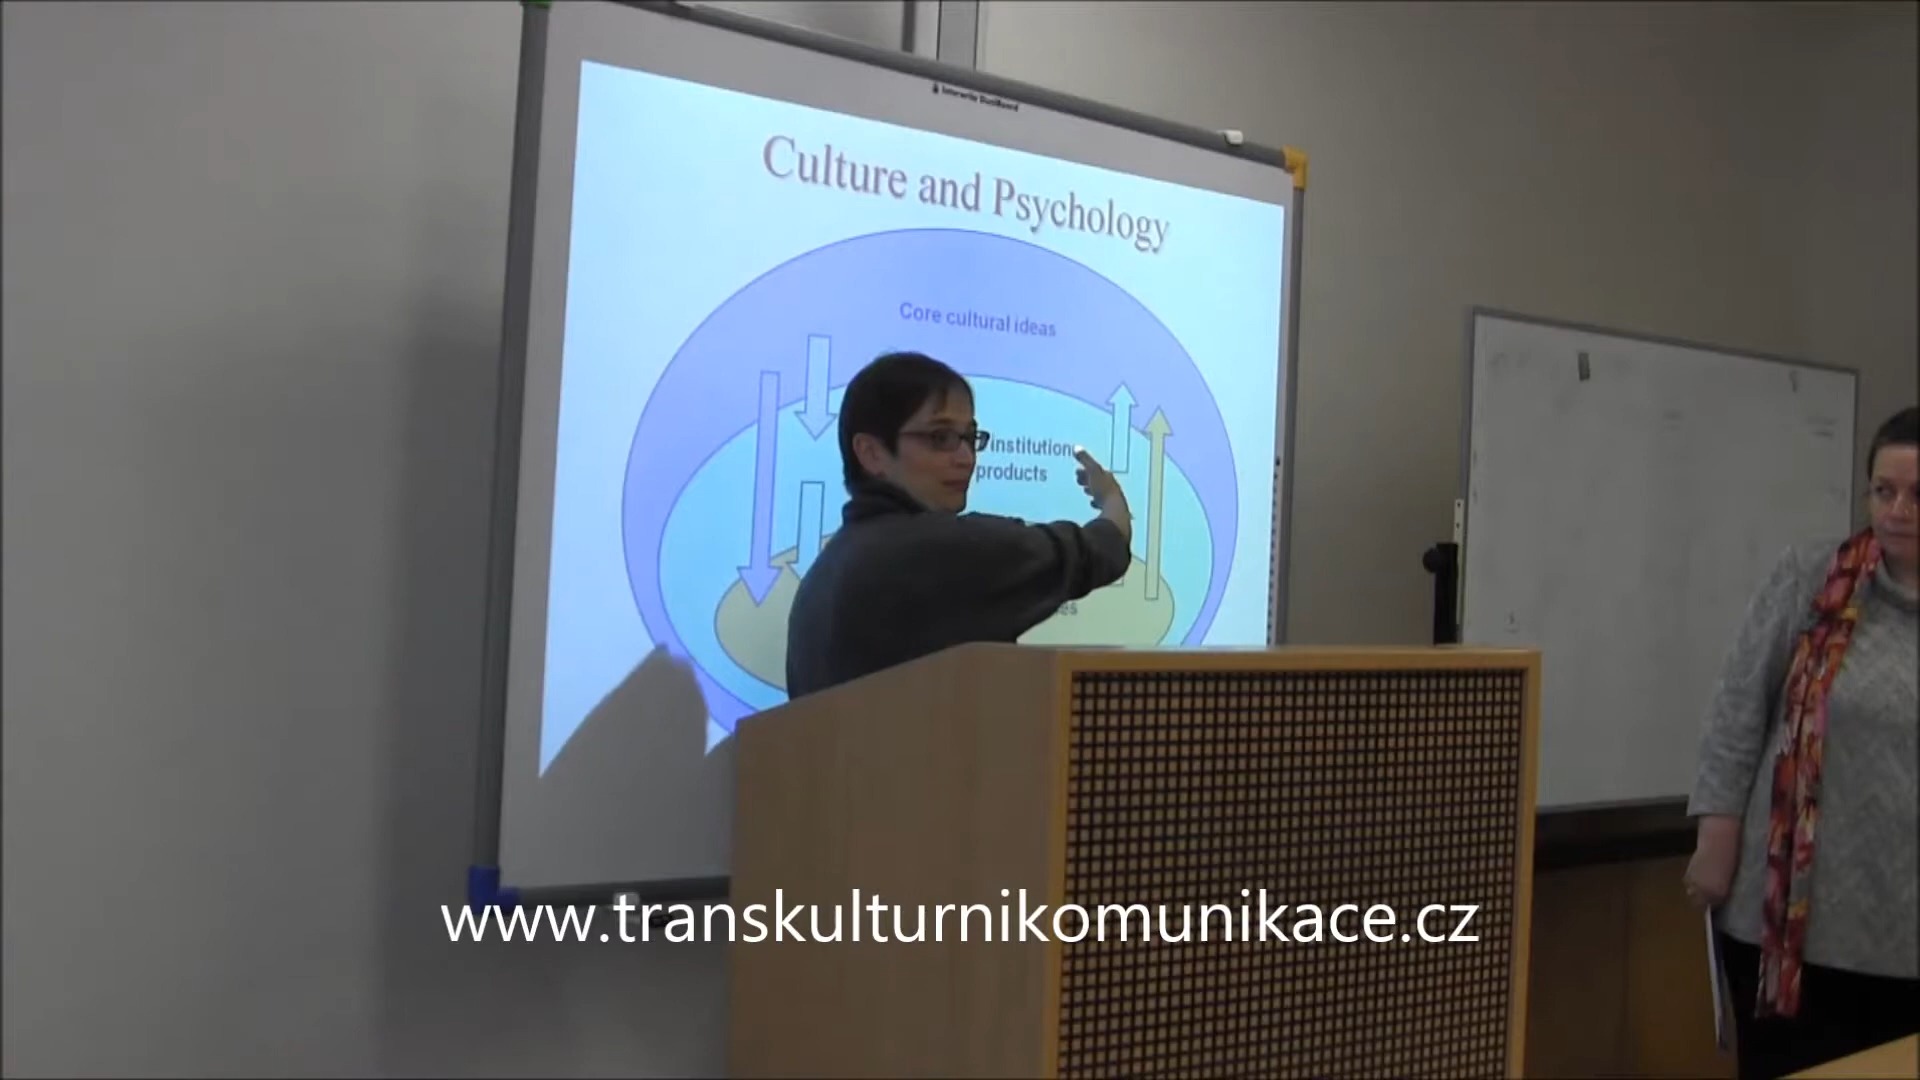 Culture and Psychology
Core cultural ideas
institution
products
www.transkulturnikomunikace.cz